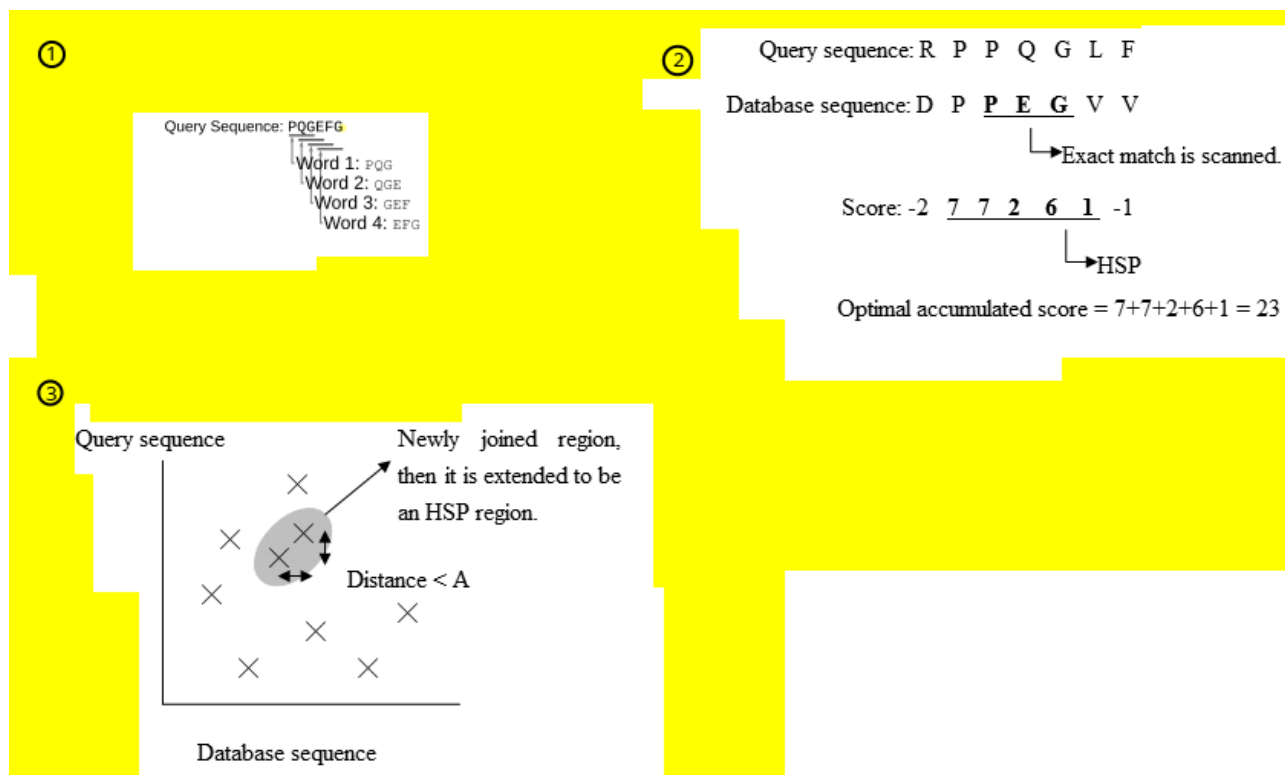 ①
Query Sequence: PQGEFG
Word 1: PQG
Word 2: QGE
Word 3: GEF
Word 4: EFG
②
Query sequence: R P P Q G L F
Database sequence: D P P E G V V
Exact match is scanned.
Score: -2 7 7 2 6 1 -1
HSP
Optimal accumulated score = 7+7+2+6+1 = 23
③
Query sequence
Newly joined region,
then it is extended to be
an HSP region.
Distance < A
Database sequence